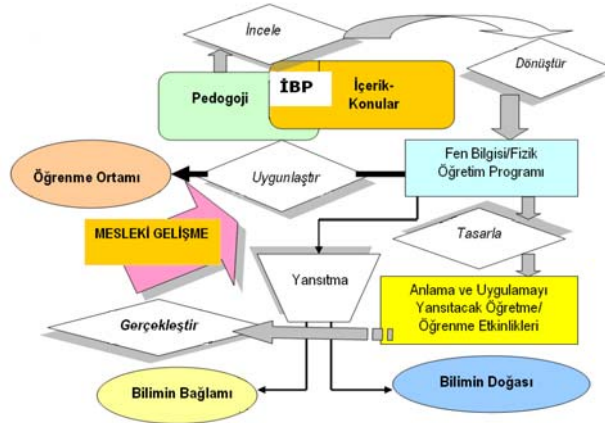 İncele
Dönüştür
Pedogoji
İBP
İçerik-
Konular
Fen Bilgisi/Fizik
Öğretim Programı
Uygunlaştır
Öğrenme Ortamı
MESLEKİ GELİŞME
Tasarla
Yansıtma
Anlama ve Uygulamayı
Yansıtacak Öğretme/
Öğrenme Etkinlikleri
Gerçekleştir
Bilimin Bağlamı
Bilimin Doğası